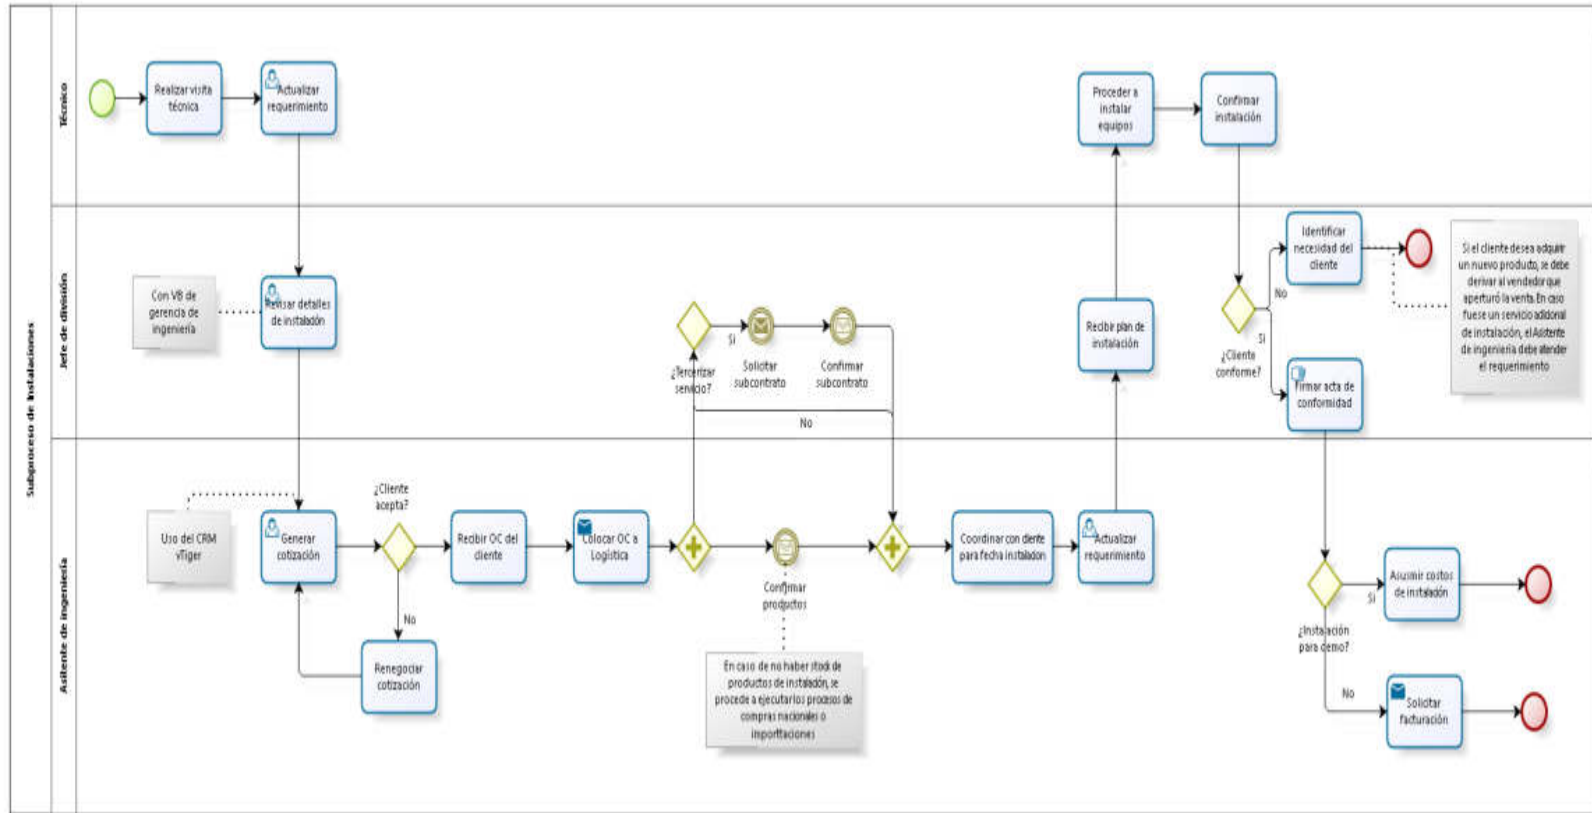 Subproceso de Instalaciones
Técnico
Realizar visita
técnica
Actualizar
requerimiento
Proceder a
instalar
equipos
Confirmar
instalación
Jefe de división
Con VB de
gerencia de
ingeniería
Revisar detalles
de instaladón
¿Tercerizar
servicio?
Si
Solicitar
subcontrato
Confirmar
subcontrato
No
Recibir plan de
instalación
¿Cliente
conforme?
No
Si
Identificar
necesidad del
cliente
Firmar acta de
conformidad
Si el cliente desea adquirir
un nuevo producto, se debe
derivar al vendedor que
aperturó la venta. En caso
fuese un servicio adicional
de instalación, el Asistente
de ingeniería debe atender
el requerimiento
Asitente de ingeniería
Uso del CRM
vTiger
Generar
cotización
¿Cliente
acepta?
No
Renegociar
cotización
Recibir OC del
cliente
Colocar OC a
Logística
Confirmar
productos
En caso de no haber stock de
productos de instaladón, se
procede a ejecutar los procesos de
compras nacionales o
importtaciones
Coordinar con cliente
para fecha instaladon
Actualizar
requerimiento
¿Instalación
para demo?
Si
No
Asusmir costos
de instaladón
Solicitar
facturación